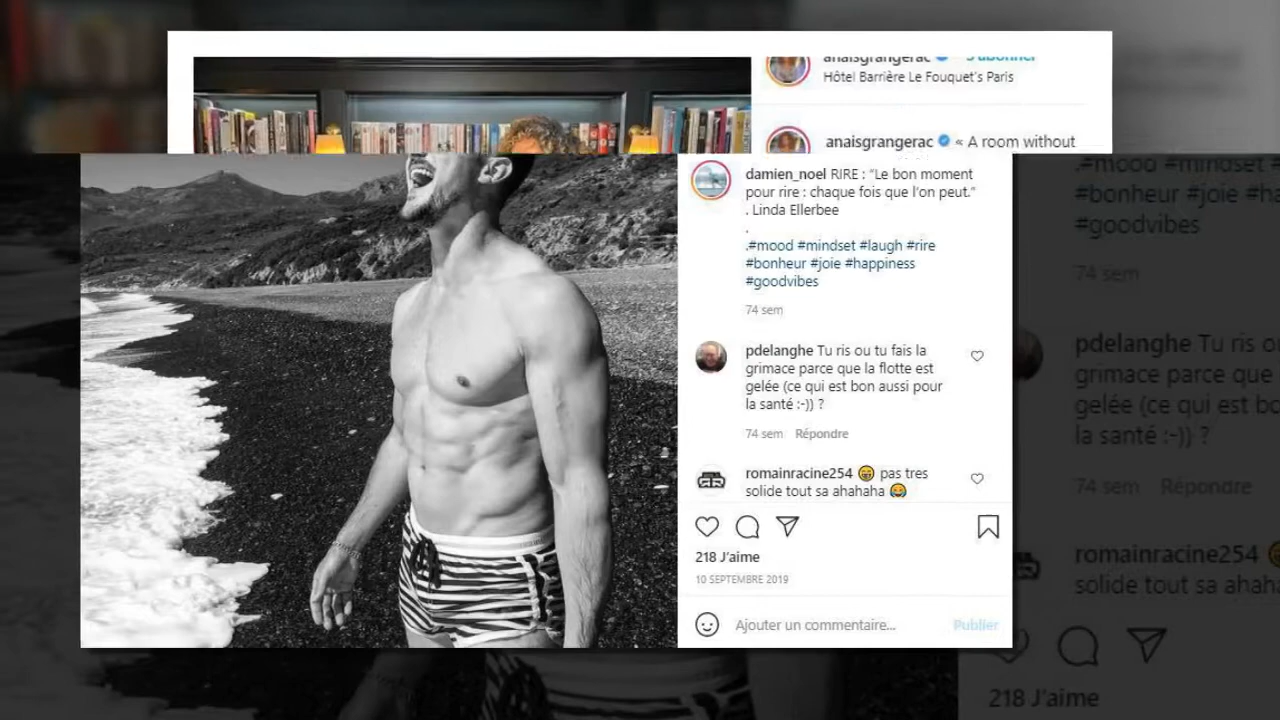 anaisgrangerac S'abonner
Hôtel Barrière Le Fouquet's Paris
anaisgrangerac « A room without
damien_noel RIRE : “Le bon moment
pour rire : chaque fois que l’on peut.”
. Linda Ellerbee
.
.#mood #mindset #laugh #rire
#bonheur #joie #happiness
#goodvibes
74 sem
pdelanghe Tu ris ou tu fais la
grimace parce que la flotte est
gelée (ce qui est bon aussi pour
la santé :-)) ?
74 sem Répondre
romainracine254 😁 pas tres
solide tout sa ahahaha 😂
218 J’aime
10 SEPTEMBRE 2019
Ajouter un commentaire...
Publier
.#mood #mindset #
#bonheur #joie #ha
#goodvibes
74 sem
pdelanghe Tu ris o
grimace parce que
gelée (ce qui est bo
la santé :-)) ?
74 sem Répondre
romainracine254
solide tout sa ahah
218 J’aime